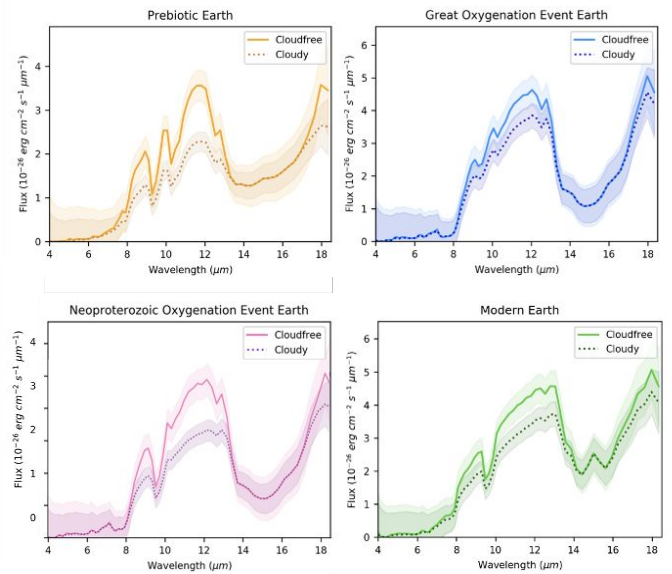 Prebiotic Earth
Cloudfree
Cloudy
Flux (10⁻²⁶ erg cm⁻² s⁻¹ μm⁻¹)
4
3
2
1
0
4 6 8 10 12 14 16 18
Wavelength (μm)
Great Oxygenation Event Earth
Cloudfree
Cloudy
Flux (10⁻²⁶ erg cm⁻² s⁻¹ μm⁻¹)
6
5
4
3
2
1
0
4 6 8 10 12 14 16 18
Wavelength (μm)
Neoproterozoic Oxygenation Event Earth
Cloudfree
Cloudy
Flux (10⁻²⁶ erg cm⁻² s⁻¹ μm⁻¹)
4
3
2
1
0
4 6 8 10 12 14 16 18
Wavelength (μm)
Modern Earth
Cloudfree
Cloudy
Flux (10⁻²⁶ erg cm⁻² s⁻¹ μm⁻¹)
6
5
4
3
2
1
0
4 6 8 10 12 14 16 18
Wavelength (μm)